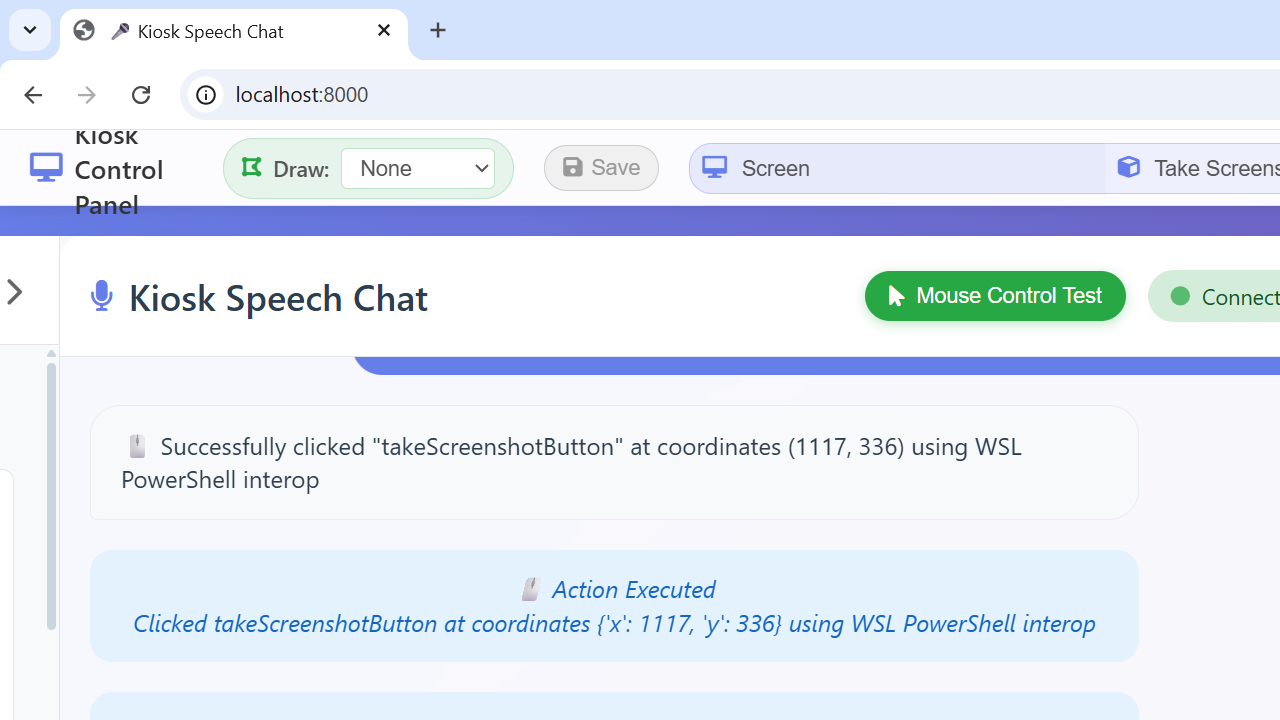 Kiosk Speech Chat
localhost:8000
Kiosk
Control
Panel
Draw:
None
Save
Screen
Take Screens
Kiosk Speech Chat
Mouse Control Test
Connect
Successfully clicked "takeScreenshotButton" at coordinates (1117, 336) using WSL
PowerShell interop
Action Executed
Clicked takeScreenshotButton at coordinates {'x': 1117, 'y': 336} using WSL PowerShell interop